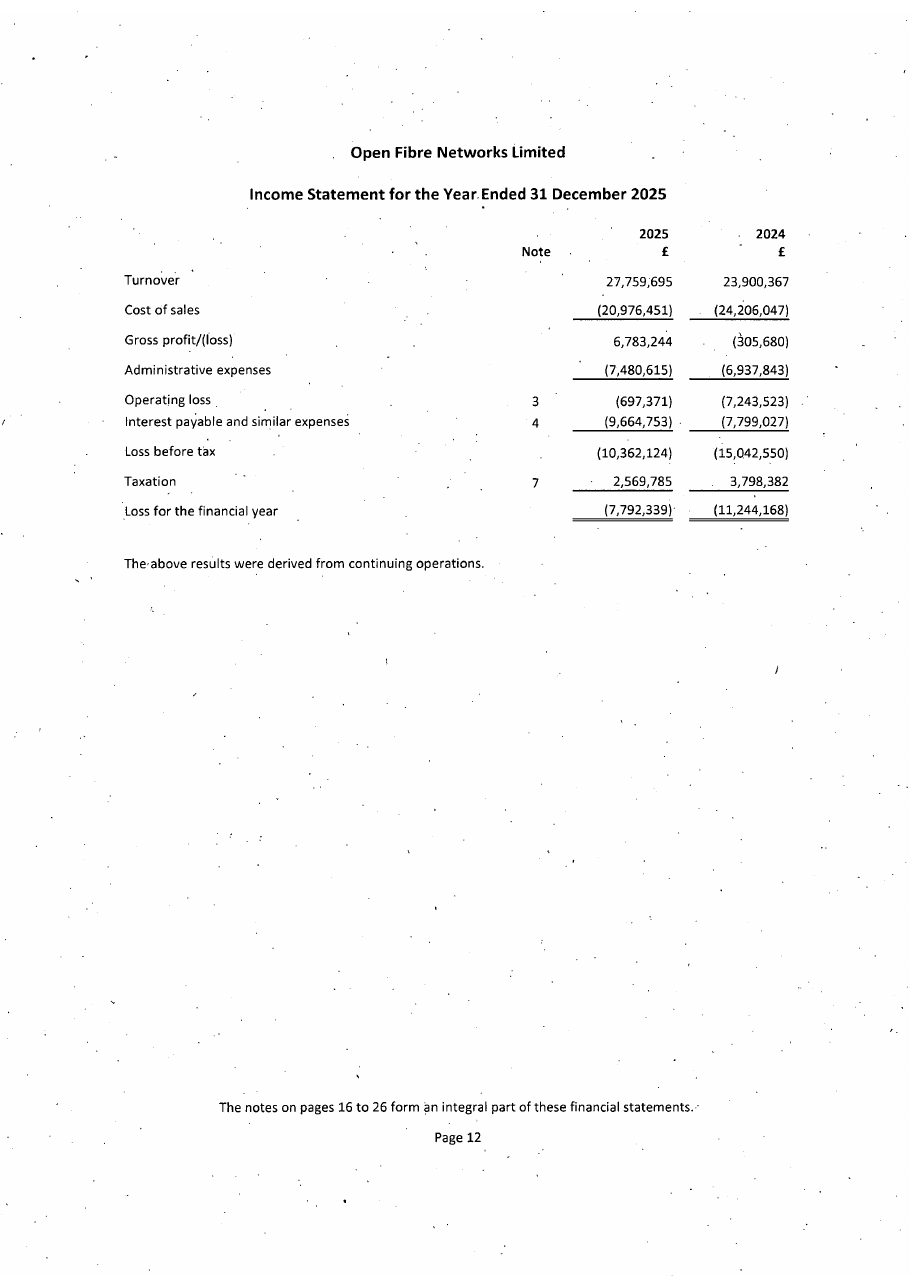 Open Fibre Networks Limited
Income Statement for the Year Ended 31 December 2025
2025 2024
Note £ £
Turnover 27,759,695 23,900,367
Cost of sales (20,976,451) (24,206,047)
Gross profit/(loss) 6,783,244 (305,680)
Administrative expenses (7,480,615) (6,937,843)
Operating loss 3 (697,371) (7,243,523)
Interest payable and similar expenses 4 (9,664,753) (7,799,027)
Loss before tax (10,362,124) (15,042,550)
Taxation 7 2,569,785 3,798,382
Loss for the financial year (7,792,339) (11,244,168)
The above results were derived from continuing operations.
The notes on pages 16 to 26 form an integral part of these financial statements.
Page 12